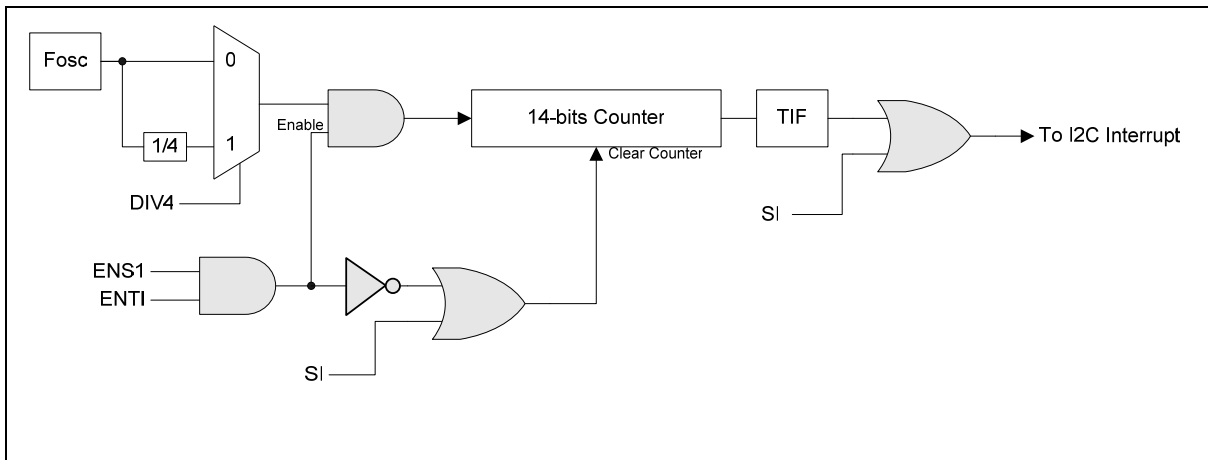 Fosc
0
1/4
1
Enable
DIV4
14-bits Counter
Clear Counter
TIF
To I2C Interrupt
SI
ENS1
ENTI
SI